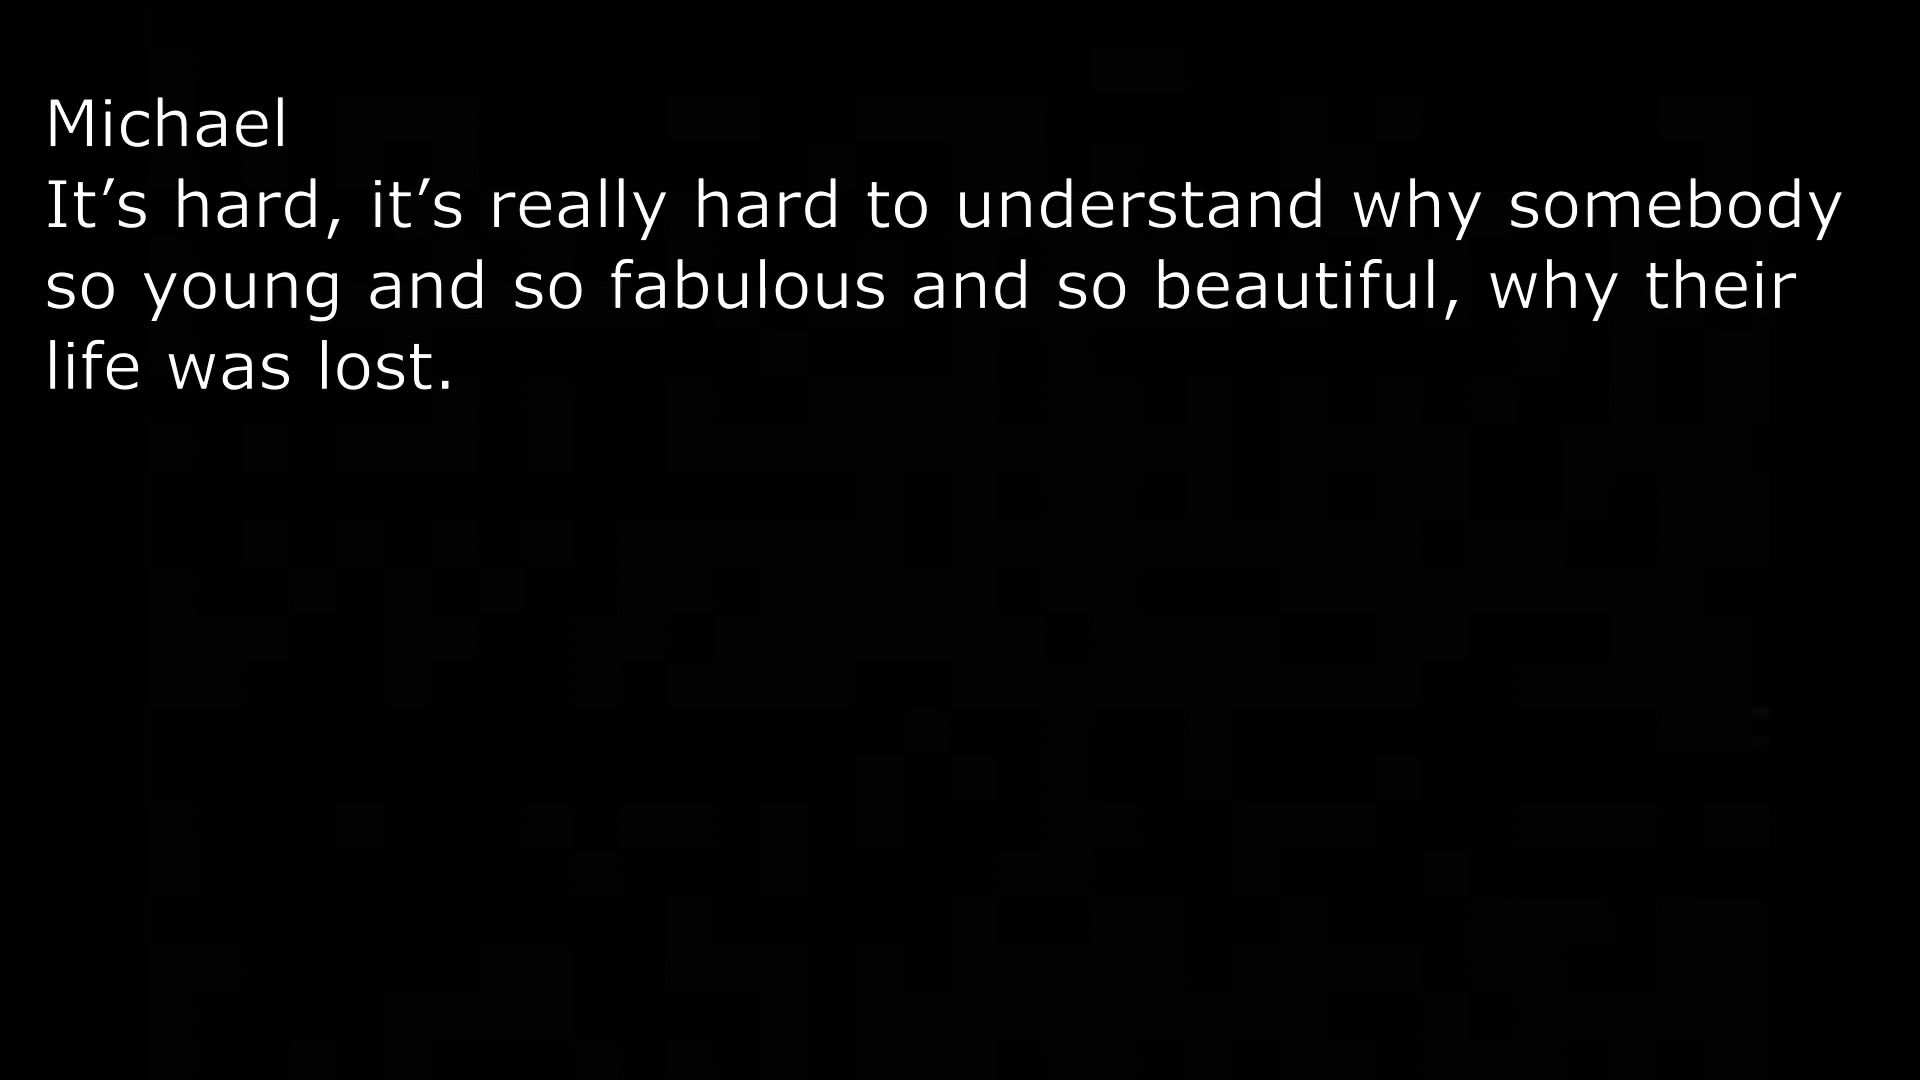 Michael
It’s hard, it’s really hard to understand why somebody
so young and so fabulous and so beautiful, why their
life was lost.